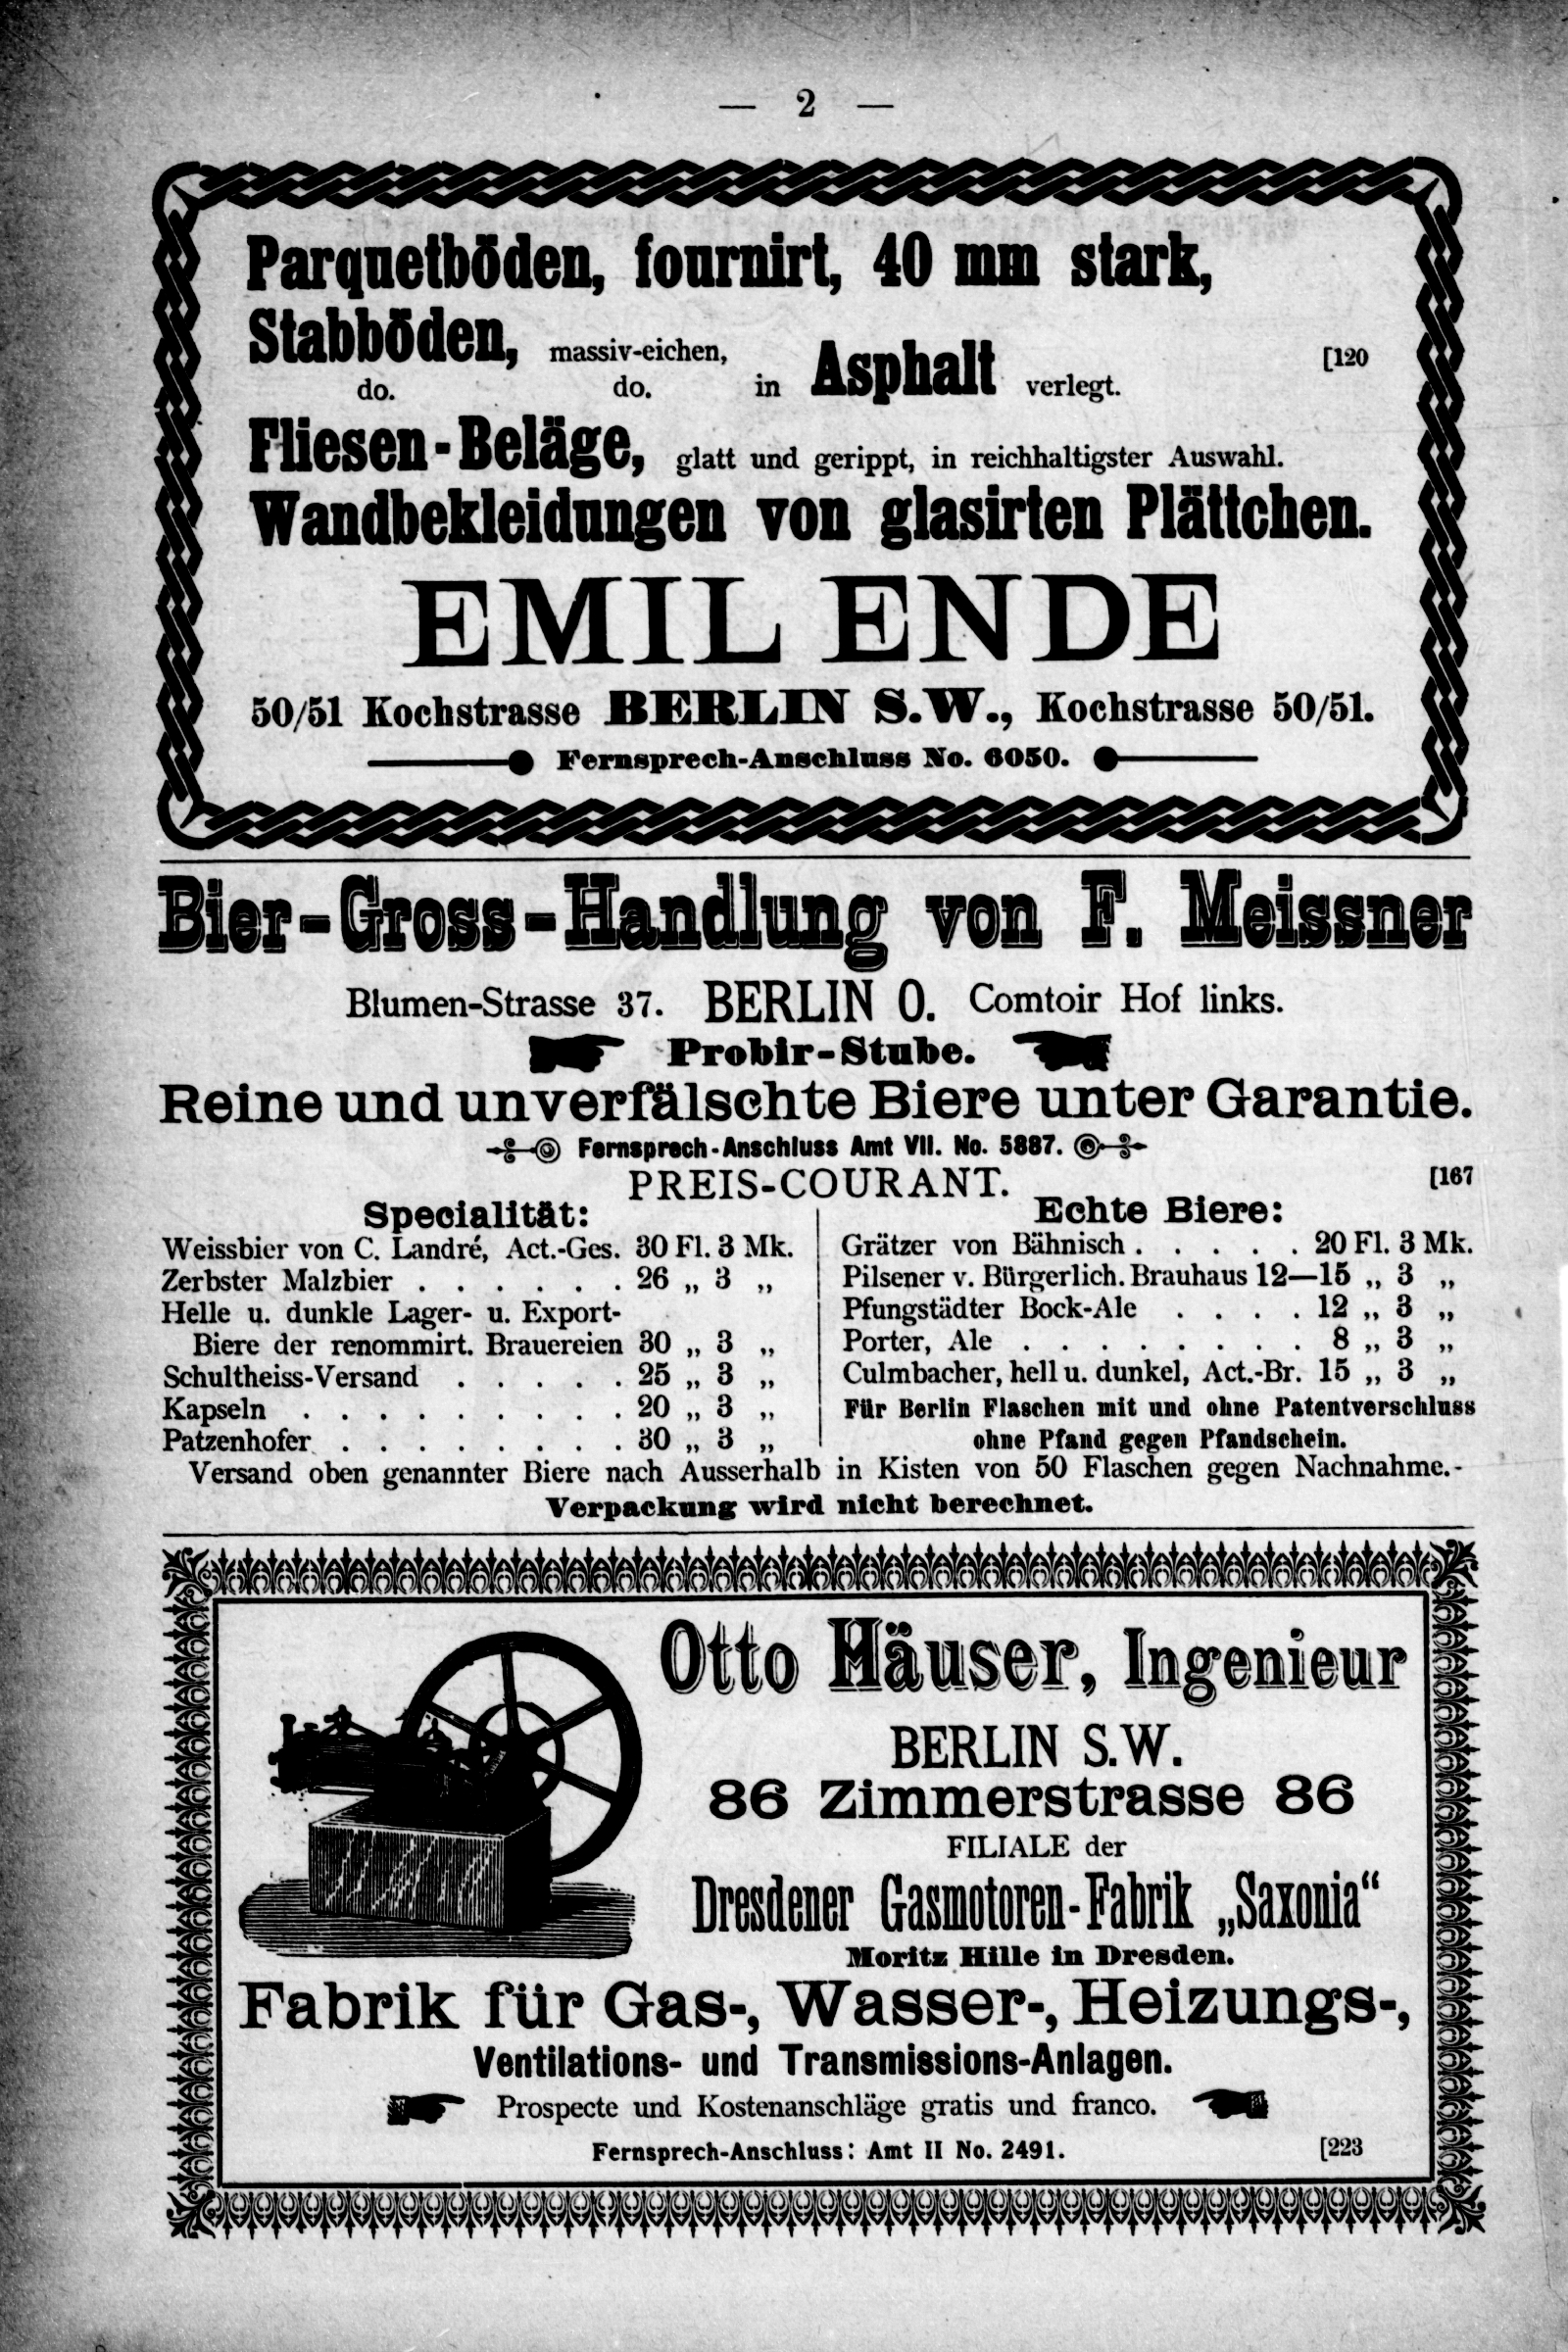 — 2 —
Parquetböden, fournirt, 40 mm stark,
Stabböden, massiv-eichen,
do. do. in Asphalt verlegt. [120
Fliesen-Beläge, glatt und gerippt, in reichhaltigster Auswahl.
Wandbekleidungen von glasirten Plättchen.
EMIL ENDE
50/51 Kochstrasse BERLIN S.W., Kochstrasse 50/51.
Fernsprech-Anschluss No. 6050.
Bier-Gross-Handlung von F. Meissner
Blumen-Strasse 37. BERLIN O. Comtoir Hof links.
Probir-Stube.
Reine und unverfälschte Biere unter Garantie.
Fernsprech-Anschluss Amt VII. No. 5887.
PREIS-COURANT. [167
Specialität:
Weissbier von C. Landré, Act.-Ges. 30 Fl. 3 Mk.
Zerbster Malzbier . . . . . . 26 „ 3 „
Helle u. dunkle Lager- u. Export-
Biere der renommirt. Brauereien 30 „ 3 „
Schultheiss-Versand . . . . . 25 „ 3 „
Kapseln . . . . . . . . . 20 „ 3 „
Patzenhofer . . . . . . . . 30 „ 3 „
Echte Biere:
Grätzer von Bähnisch . . . . . 20 Fl. 3 Mk.
Pilsener v. Bürgerlich. Brauhaus 12—15 „ 3 „
Pfungstädter Bock-Ale . . . . 12 „ 3 „
Porter, Ale . . . . . . . . 8 „ 3 „
Culmbacher, hell u. dunkel, Act.-Br. 15 „ 3 „
Für Berlin Flaschen mit und ohne Patentverschluss
ohne Pfand gegen Pfandschein.
Versand oben genannter Biere nach Ausserhalb in Kisten von 50 Flaschen gegen Nachnahme.-
Verpackung wird nicht berechnet.
Otto Häuser, Ingenieur
BERLIN S.W.
86 Zimmerstrasse 86
FILIALE der
Dresdener Gasmotoren-Fabrik „Saxonia“
Moritz Hille in Dresden.
Fabrik für Gas-, Wasser-, Heizungs-,
Ventilations- und Transmissions-Anlagen.
Prospecte und Kostenanschläge gratis und franco.
Fernsprech-Anschluss: Amt II No. 2491. [223